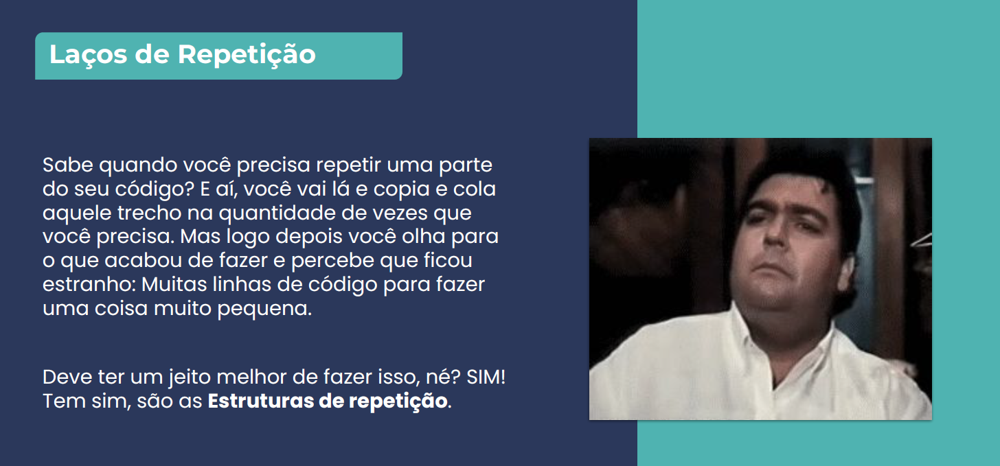 Laços de Repetição
Sabe quando você precisa repetir uma parte
do seu código? E aí, você vai lá e copia e cola
aquele trecho na quantidade de vezes que
você precisa. Mas logo depois você olha para
o que acabou de fazer e percebe que ficou
estranho: Muitas linhas de código para fazer
uma coisa muito pequena.
Deve ter um jeito melhor de fazer isso, né? SIM!
Tem sim, são as Estruturas de repetição.